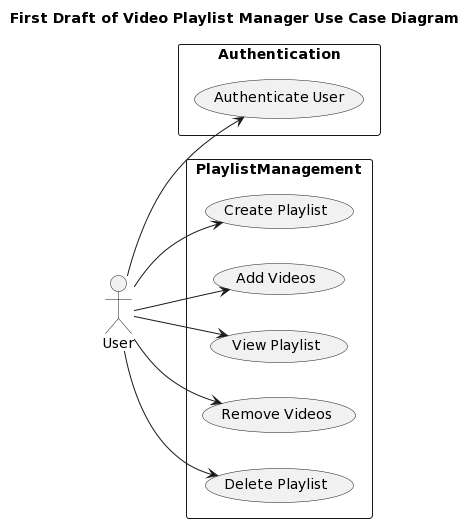 First Draft of Video Playlist Manager Use Case Diagram
Authentication
Authenticate User
PlaylistManagement
Create Playlist
Add Videos
View Playlist
User
Remove Videos
Delete Playlist